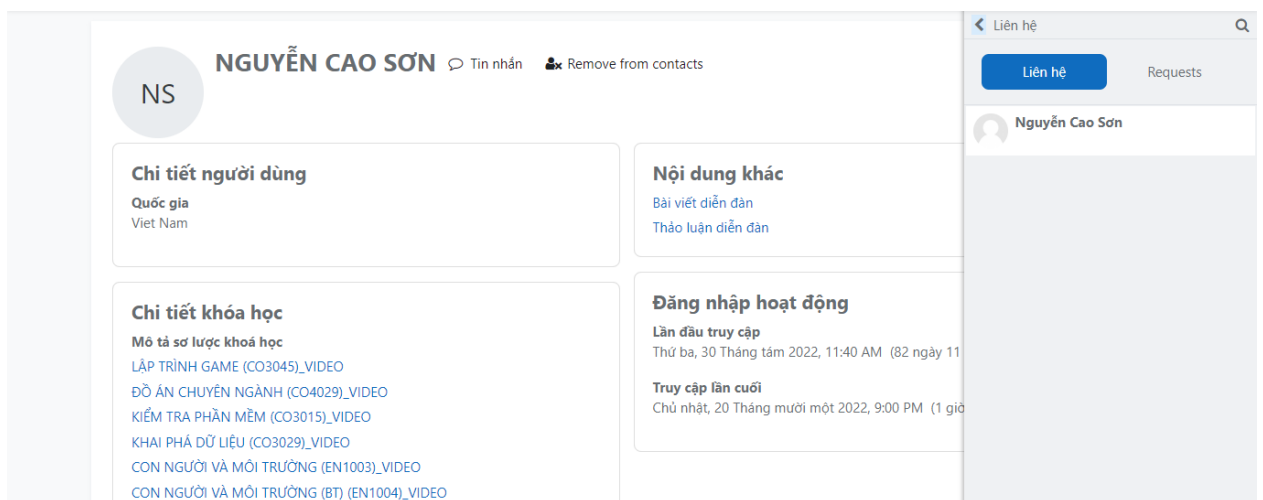 NGUYỄN CAO SƠN Tin nhắn Remove from contacts
NS
Chi tiết người dùng
Quốc gia
Viet Nam
Chi tiết khóa học
Mô tả sơ lược khoá học
LẬP TRÌNH GAME (CO3045)_VIDEO
ĐỒ ÁN CHUYÊN NGÀNH (CO4029)_VIDEO
KIỂM TRA PHẦN MỀM (CO3015)_VIDEO
KHAI PHÁ DỮ LIỆU (CO3029)_VIDEO
CON NGƯỜI VÀ MÔI TRƯỜNG (EN1003)_VIDEO
CON NGƯỜI VÀ MÔI TRƯỜNG (BT) (EN1004)_VIDEO
Nội dung khác
Bài viết diễn đàn
Thảo luận diễn đàn
Đăng nhập hoạt động
Lần đầu truy cập
Thứ ba, 30 Tháng tám 2022, 11:40 AM (82 ngày 11
Truy cập lần cuối
Chủ nhật, 20 Tháng mười một 2022, 9:00 PM (1 giờ
Liên hệ
Liên hệ Requests
Nguyễn Cao Sơn